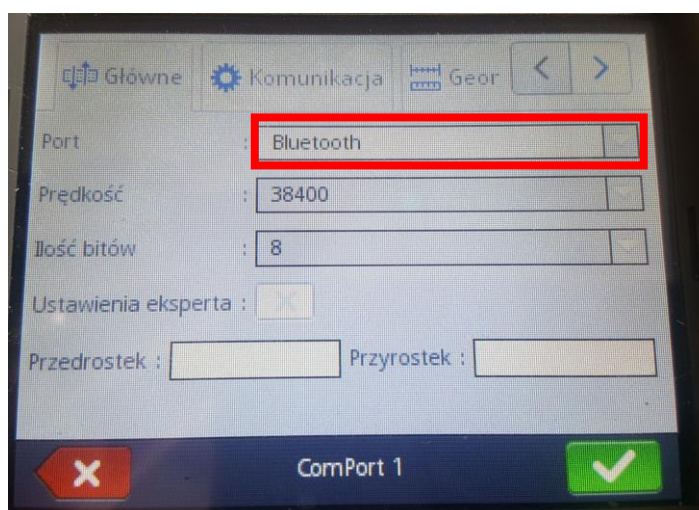 Główne Komunikacja Geor < >
Port : Bluetooth
Prędkość : 38400
Ilość bitów : 8
Ustawienia eksperta :
Przedrostek : Przyrostek :
ComPort 1